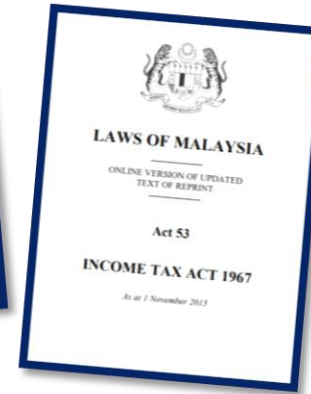 LAWS OF MALAYSIA
ONLINE VERSION OF UPDATED
TEXT OF REPRINT
Act 53
INCOME TAX ACT 1967
As at 1 November 2015